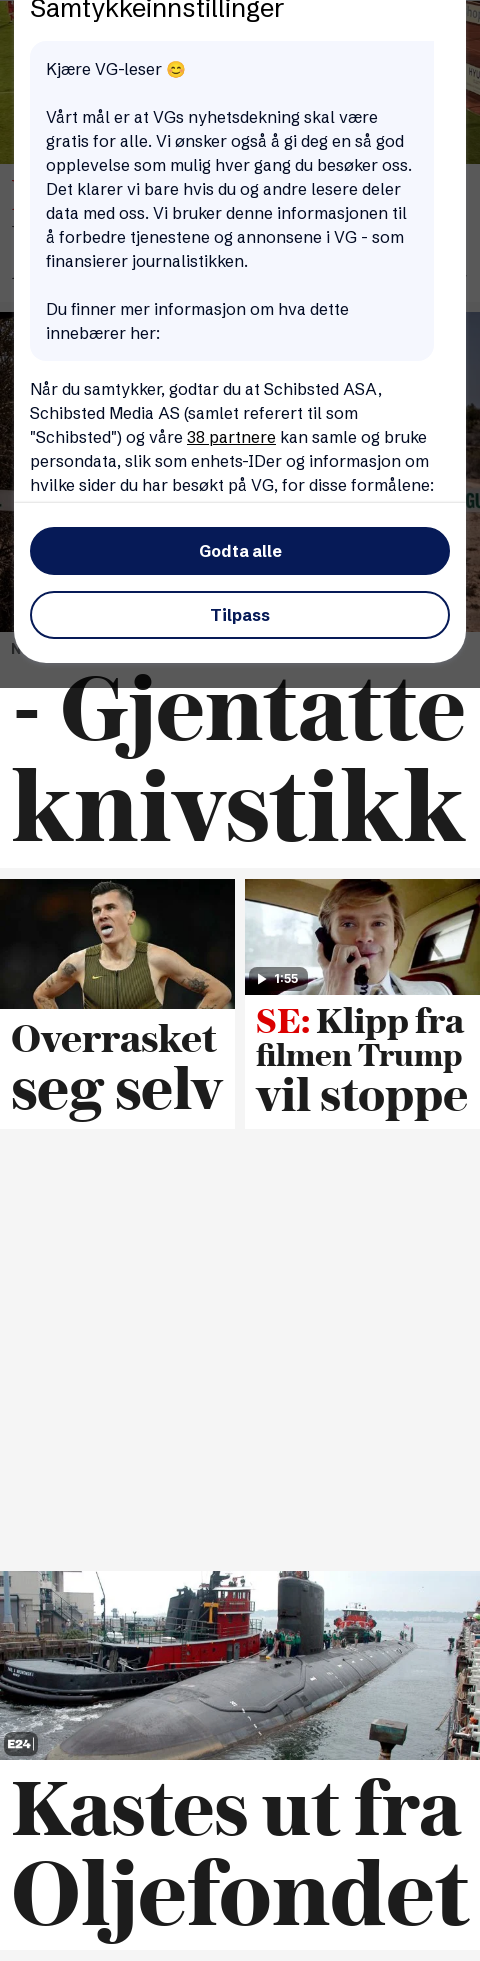 Samtykkeinnstillinger
Kjære VG-leser 😊
Vårt mål er at VGs nyhetsdekning skal være
gratis for alle. Vi ønsker også å gi deg en så god
opplevelse som mulig hver gang du besøker oss.
Det klarer vi bare hvis du og andre lesere deler
data med oss. Vi bruker denne informasjonen til
å forbedre tjenestene og annonsene i VG - som
finansierer journalistikken.
Du finner mer informasjon om hva dette
innebærer her:
Når du samtykker, godtar du at Schibsted ASA,
Schibsted Media AS (samlet referert til som
"Schibsted") og våre 38 partnere kan samle og bruke
persondata, slik som enhets-IDer og informasjon om
hvilke sider du har besøkt på VG, for disse formålene:
Godta alle
Tilpass
- Gjentatte
knivstikk
1:55
Overrasket
seg selv
SE: Klipp fra
filmen Trump
vil stoppe
E24
Kastes ut fra
Oljefondet